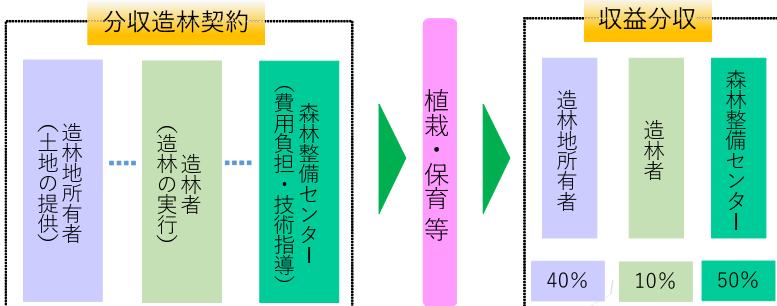 分収造林契約
造林地所有者
（土地の提供）
造林者
（造林の実行）
森林整備センター
（費用負担・技術指導）
植栽・保育等
収益分収
造林地所有者
造林者
森林整備センター
40%
10%
50%